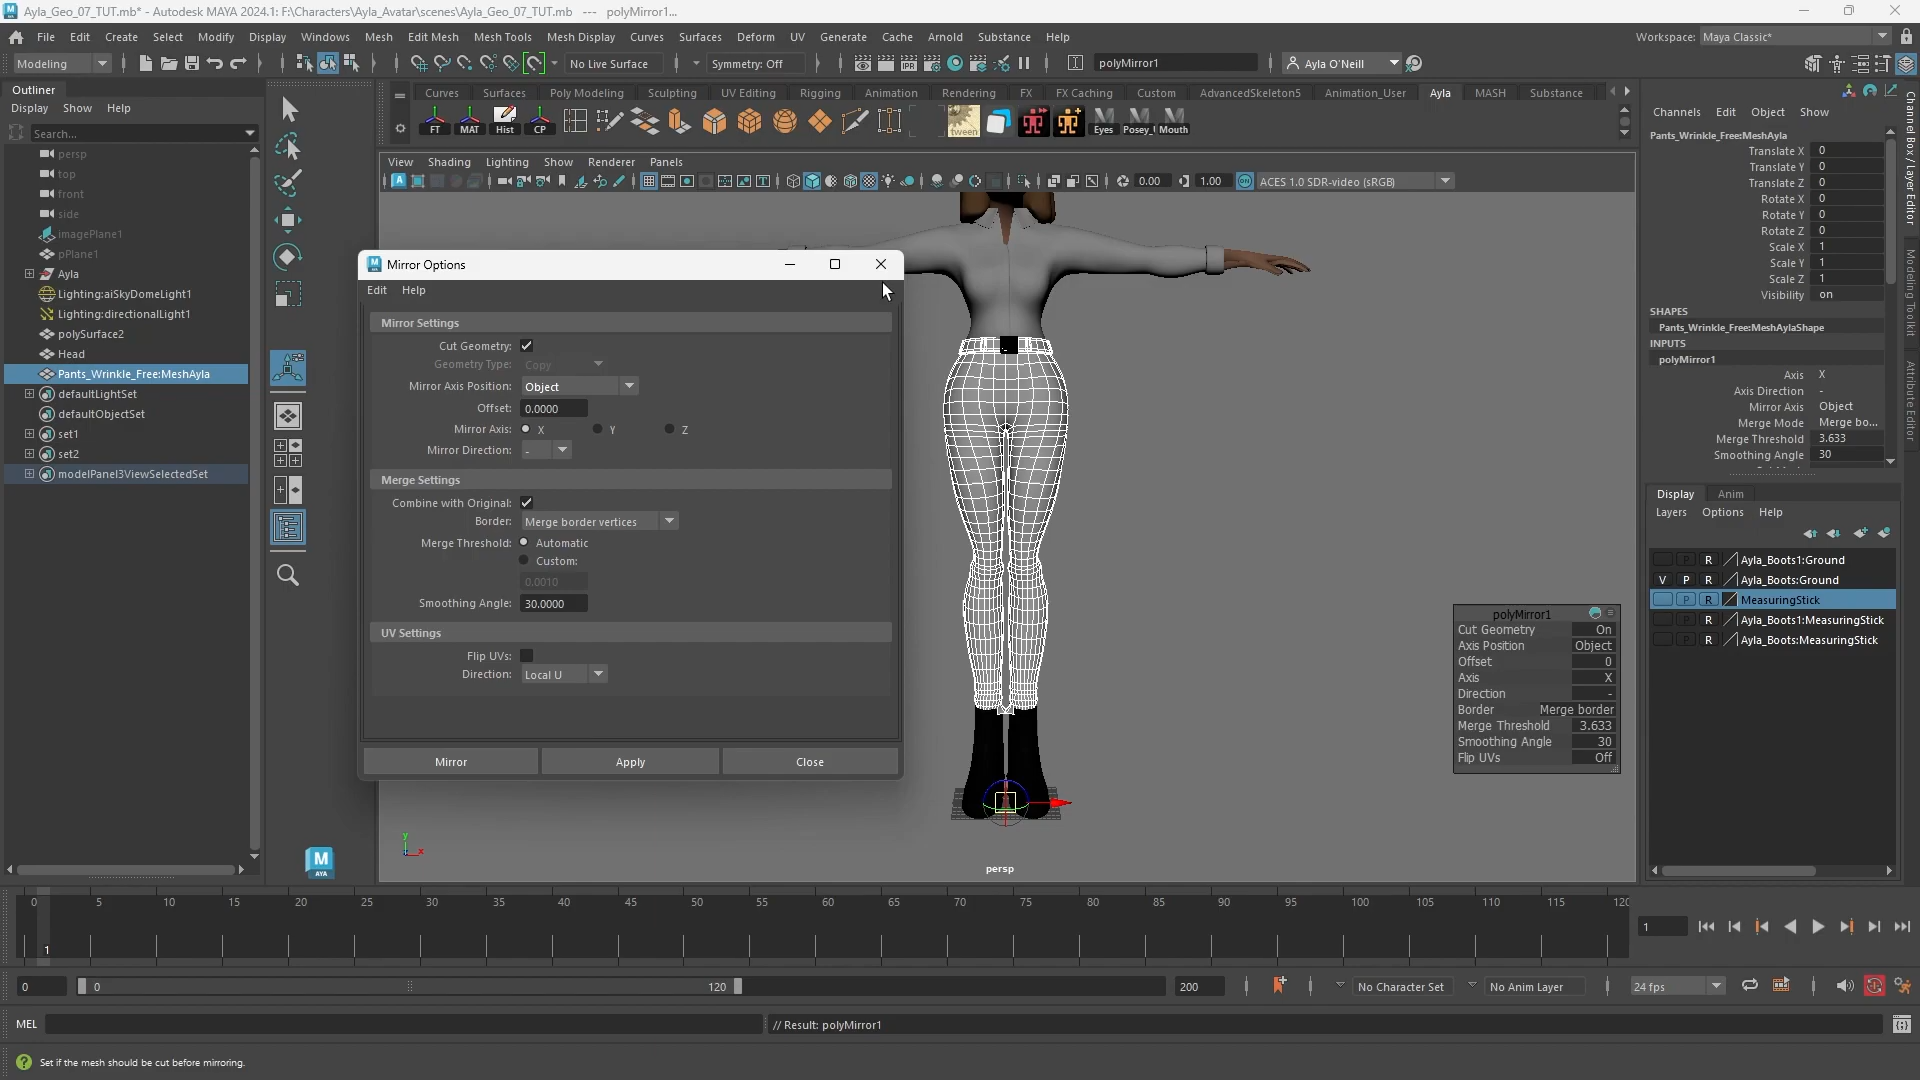 Ayla_Geo_07_TUT.mb* - Autodesk MAYA 2024.1: F:\Characters\Ayla_Avatar\scenes\Ayla_Geo_07_TUT.mb --- polyMirror1...
File Edit Create Select Modify Display Windows Mesh Edit Mesh Mesh Tools Mesh Display Curves Surfaces Deform UV Generate Cache Arnold Substance Help
Workspace: Maya Classic*
Modeling
No Live Surface
Symmetry: Off
polyMirror1
Ayla O'Neill
Outliner
Display Show Help
Search...
persp
top
front
side
imagePlane1
pPlane1
Ayla
Lighting:aiSkyDomeLight1
Lighting:directionalLight1
polySurface2
Head
Pants_Wrinkle_Free:MeshAyla
defaultLightSet
defaultObjectSet
set1
set2
modelPanel3ViewSelectedSet
Curves Surfaces Poly Modeling Sculpting UV Editing Rigging Animation Rendering FX FX Caching Custom AdvancedSkeleton5 Animation_User Ayla MASH Substance
FT MAT Hist CP
tween
Eyes Posey_ Mouth
View Shading Lighting Show Renderer Panels
0.00 1.00 ACES 1.0 SDR-video (sRGB)
Mirror Options
Edit Help
Mirror Settings
Cut Geometry:
Geometry Type: Copy
Mirror Axis Position: Object
Offset: 0.0000
Mirror Axis: X Y Z
Mirror Direction: -
Merge Settings
Combine with Original:
Border: Merge border vertices
Merge Threshold: Automatic
Custom:
0.0010
Smoothing Angle: 30.0000
UV Settings
Flip UVs:
Direction: Local U
Mirror Apply Close
polyMirror1
Cut Geometry On
Axis Position Object
Offset 0
Axis X
Direction -
Border Merge border
Merge Threshold 3.633
Smoothing Angle 30
Flip UVs Off
y
x
persp
M
AYA
Channels Edit Object Show
Pants_Wrinkle_Free:MeshAyla
Translate X 0
Translate Y 0
Translate Z 0
Rotate X 0
Rotate Y 0
Rotate Z 0
Scale X 1
Scale Y 1
Scale Z 1
Visibility on
SHAPES
Pants_Wrinkle_Free:MeshAylaShape
INPUTS
polyMirror1
Axis X
Axis Direction -
Mirror Axis Object
Merge Mode Merge bo...
Merge Threshold 3.633
Smoothing Angle 30
Display Anim
Layers Options Help
P R Ayla_Boots1:Ground
V P R Ayla_Boots:Ground
P R MeasuringStick
P R Ayla_Boots1:MeasuringStick
P R Ayla_Boots:MeasuringStick
Channel Box / Layer Editor
Modeling Toolkit
Attribute Editor
0 5 10 15 20 25 30 35 40 45 50 55 60 65 70 75 80 85 90 95 100 105 110 115 120
1
1
0 0 120 200
No Character Set
No Anim Layer
24 fps
MEL
// Result: polyMirror1
Set if the mesh should be cut before mirroring.